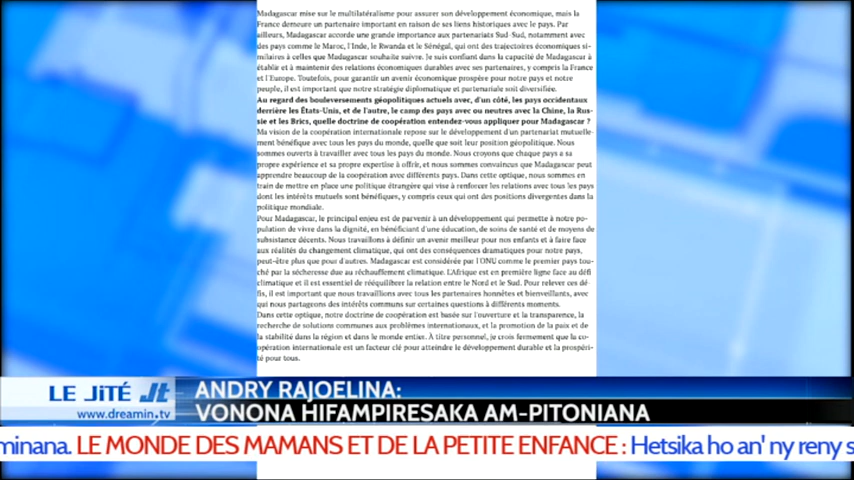 Madagascar mise sur le multilatéralisme pour assurer son développement économique, mais la
France demeure un partenaire important en raison de ses liens historiques avec le pays. Par
ailleurs, Madagascar accorde une grande importance aux partenariats Sud-Sud, notamment avec
des pays comme le Maroc, l'Inde, le Rwanda et le Sénégal, qui ont des trajectoires économiques si-
milaires à celles que Madagascar souhaite suivre. Je suis confiant dans la capacité de Madagascar à
établir et à maintenir des relations économiques durables avec ses partenaires, y compris la France
et l'Europe. Toutefois, pour garantir un avenir économique prospère pour notre pays et notre
peuple, il est important que notre stratégie diplomatique et partenariale soit diversifiée.
Au regard des bouleversements géopolitiques actuels avec, d'un côté, les pays occidentaux
derrière les États-Unis, et de l'autre, le camp des pays avec ou neutres avec la Chine, la Rus-
sie et les Brics, quelle doctrine de coopération entendez-vous appliquer pour Madagascar ?
Ma vision de la coopération internationale repose sur le développement d'un partenariat mutuelle-
ment bénéfique avec tous les pays du monde, quelle que soit leur position géopolitique. Nous
sommes ouverts à travailler avec tous les pays du monde. Nous croyons que chaque pays a sa
propre expérience et sa propre expertise à offrir, et nous sommes convaincus que Madagascar peut
apprendre beaucoup de la coopération avec différents pays. Dans cette optique, nous sommes en
train de mettre en place une politique étrangère qui vise à renforcer les relations avec tous les pays
dont les intérêts mutuels sont bénéfiques, y compris ceux qui ont des positions divergentes dans la
politique mondiale.
Pour Madagascar, le principal enjeu est de parvenir à un développement qui permette à notre po-
pulation de vivre dans la dignité, en bénéficiant d'une éducation, de soins de santé et de moyens de
subsistance décents. Nous travaillons à définir un avenir meilleur pour nos enfants et à faire face
aux réalités du changement climatique, qui ont des conséquences dramatiques pour notre pays,
peut-être plus que pour d'autres. Madagascar est considérée par l'ONU comme le premier pays tou-
ché par la sécheresse due au réchauffement climatique. L'Afrique est en première ligne face au défi
climatique et il est essentiel de rééquilibrer la relation entre le Nord et le Sud. Pour relever ces dé-
fis, il est important que nous travaillions avec tous les partenaires honnêtes et bienveillants, avec
qui nous partageons des intérêts communs sur certaines questions à différents moments.
Dans cette optique, notre doctrine de coopération est basée sur l'ouverture et la transparence, la
recherche de solutions communes aux problèmes internationaux, et la promotion de la paix et de
la stabilité dans la région et dans le monde entier. À titre personnel, je crois fermement que la co-
opération internationale est un facteur clé pour atteindre le développement durable et la prospéri-
té pour tous.
LE JiTÉ Jt
www.dreamin.tv
ANDRY RAJOELINA:
VONONA HIFAMPIRESAKA AM-PITONIANA
minana. LE MONDE DES MAMANS ET DE LA PETITE ENFANCE : Hetsika ho an' ny reny s